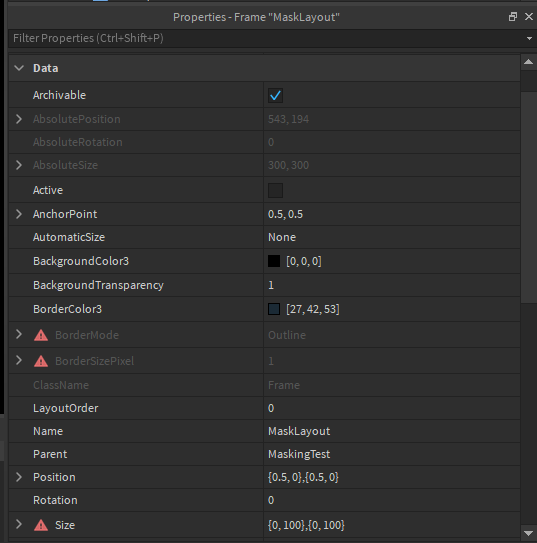 Properties - Frame "MaskLayout"
Filter Properties (Ctrl+Shift+P)
Data
Archivable
AbsolutePosition 543, 194
AbsoluteRotation 0
AbsoluteSize 300, 300
Active
AnchorPoint 0.5, 0.5
AutomaticSize None
BackgroundColor3 [0, 0, 0]
BackgroundTransparency 1
BorderColor3 [27, 42, 53]
BorderMode Outline
BorderSizePixel 1
ClassName Frame
LayoutOrder 0
Name MaskLayout
Parent MaskingTest
Position {0.5, 0},{0.5, 0}
Rotation 0
Size {0, 100},{0, 100}